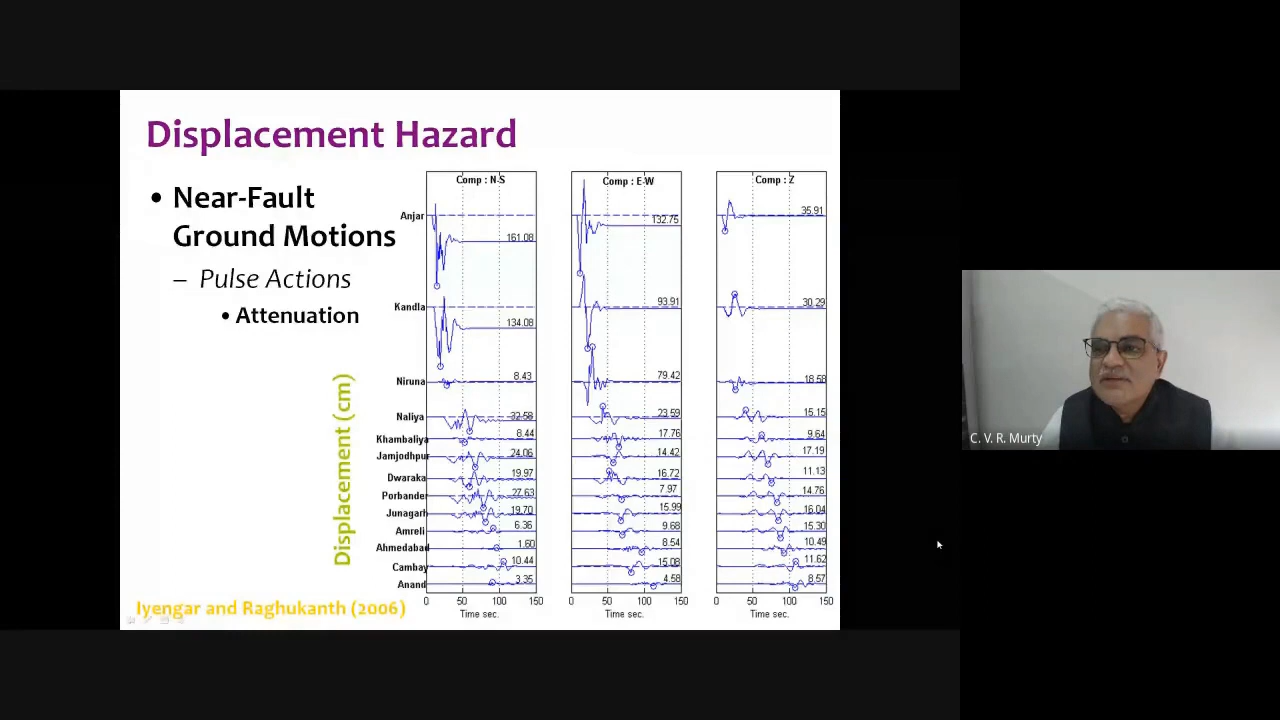 Displacement Hazard
• Near-Fault
Ground Motions
– Pulse Actions
• Attenuation
Displacement (cm)
Comp : N-S Comp : E-W Comp : Z
Anjar 161.08 132.75 35.91
Kandla 134.08 93.91 30.29
Niruna 8.43 79.42 18.58
Naliya 32.58 23.59 15.15
Khambaliya 8.44 17.76 9.64
Jamjodhpur 24.06 14.42 17.19
Dwaraka 19.97 16.72 11.13
Porbander 27.63 7.97 14.76
Junagarh 19.70 15.99 16.04
Amreli 6.36 9.68 15.30
Ahmedabad 1.60 8.54 10.49
Cambay 10.44 15.08 11.62
Anand 3.35 4.58 8.57
0 50 100 150 0 50 100 150 0 50 100 150
Time sec. Time sec. Time sec.
Iyengar and Raghukanth (2006)
C. V. R. Murty